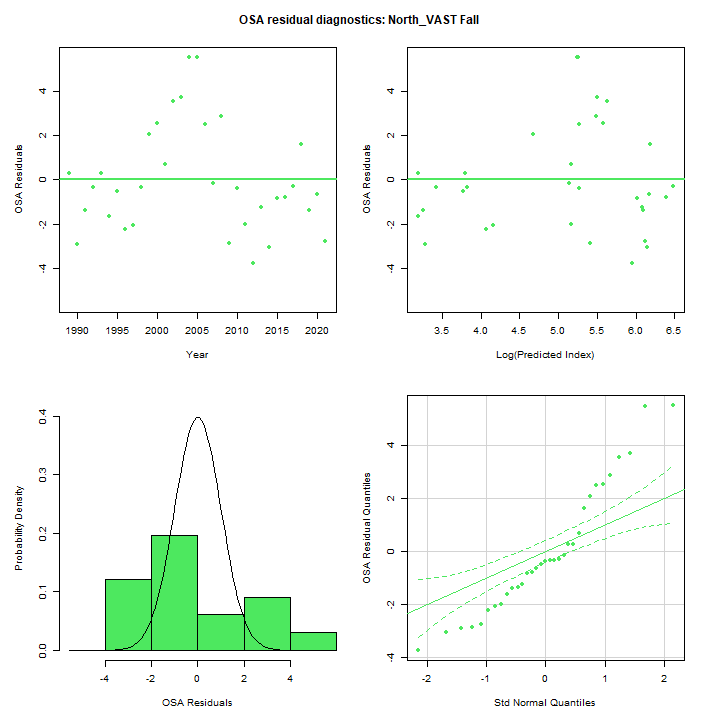 OSA residual diagnostics: North_VAST Fall
OSA Residuals
4
2
0
-2
-4
1990 1995 2000 2005 2010 2015 2020
Year
OSA Residuals
4
2
0
-2
-4
3.5 4.0 4.5 5.0 5.5 6.0 6.5
Log(Predicted Index)
Probability Density
0.4
0.3
0.2
0.1
0.0
-4 -2 0 2 4
OSA Residuals
OSA Residual Quantiles
4
2
0
-2
-4
-2 -1 0 1 2
Std Normal Quantiles